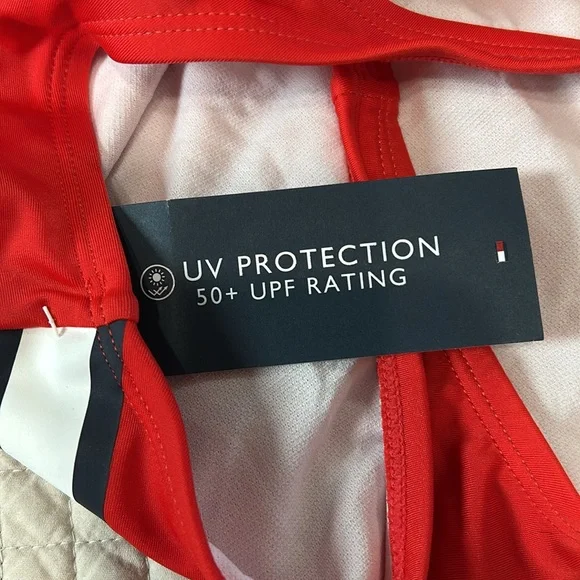 UV PROTECTION
50+ UPF RATING